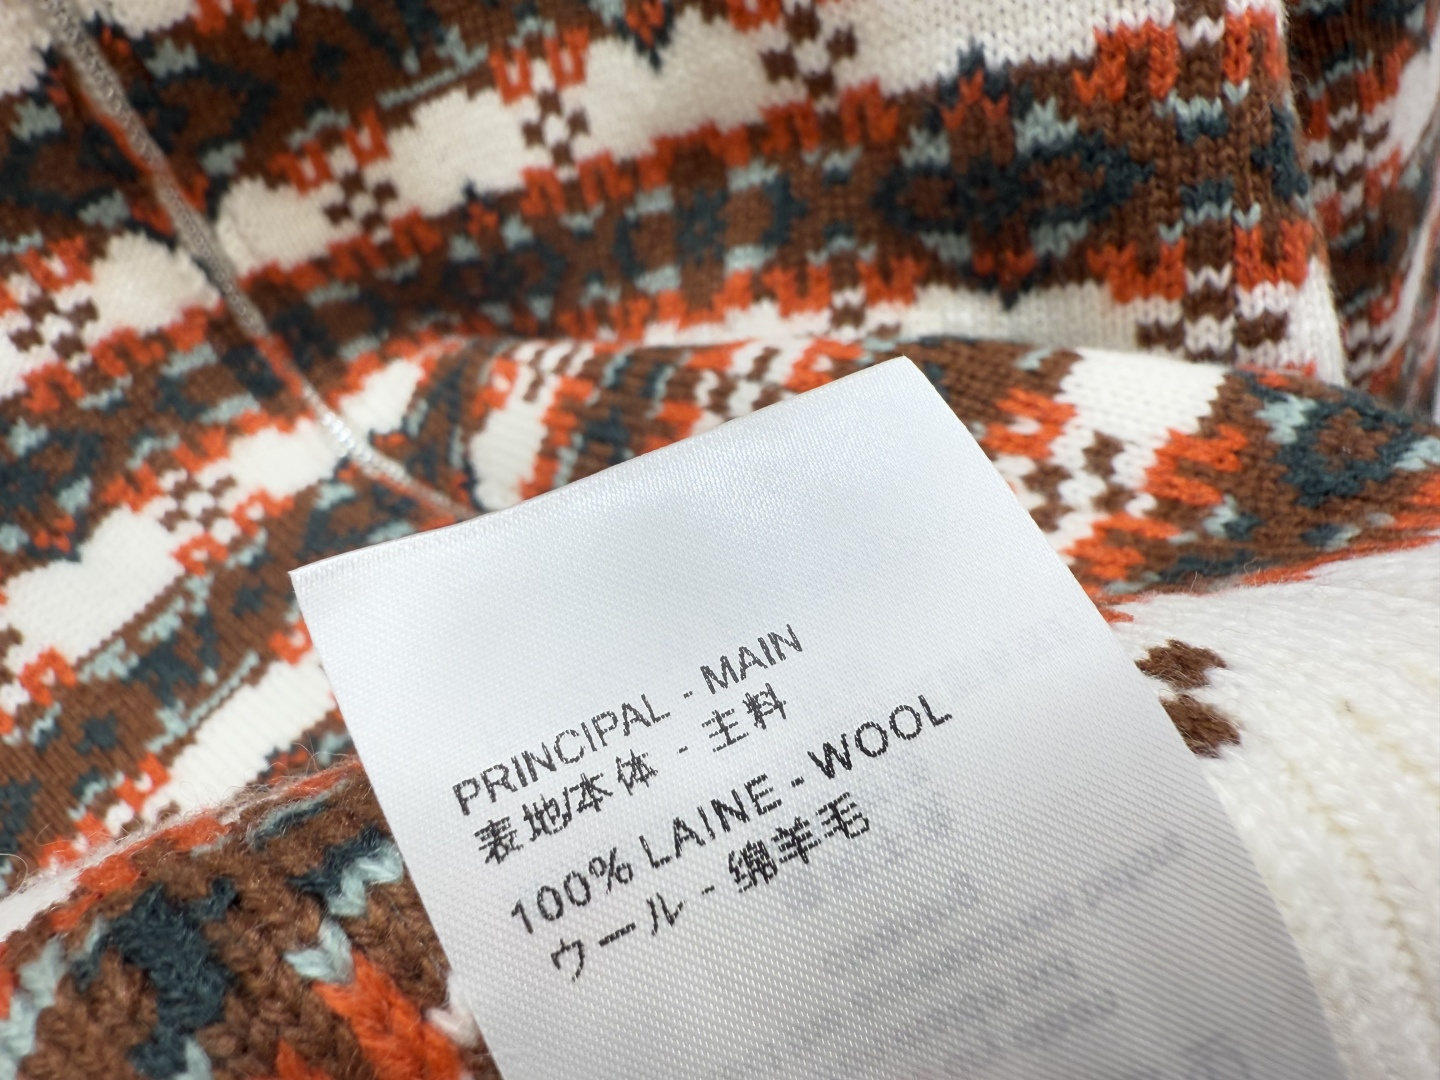 PRINCIPAL - MAIN
表地/本体 - 主料
100% LAINE - WOOL
ウール - 绵羊毛